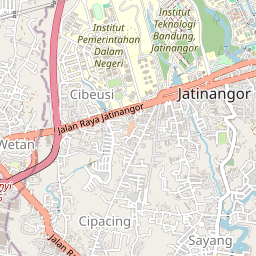 Institut
Pemerintahan
Dalam
Negeri
Institut
Teknologi
Bandung,
Jatinangor
Cibeusi
Jatinangor
Jalan Raya Jatinangor
Wetan
Cipacing
Jalan Raya
Sayang